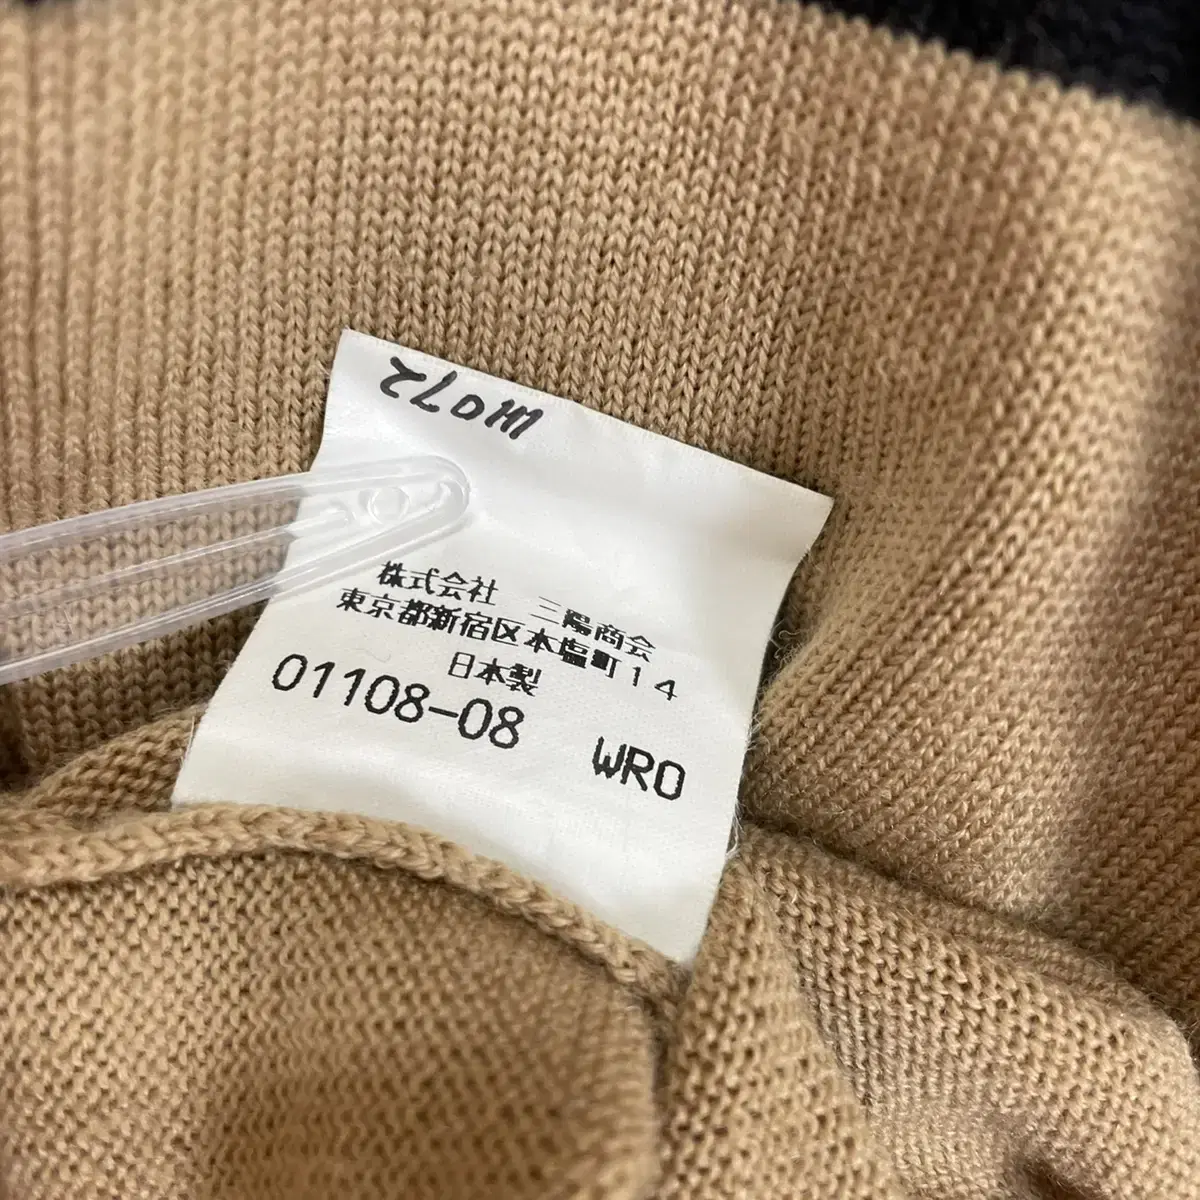 株式会社 三陽商会
東京都新宿区本塩町14
日本製
01108-08 WRO